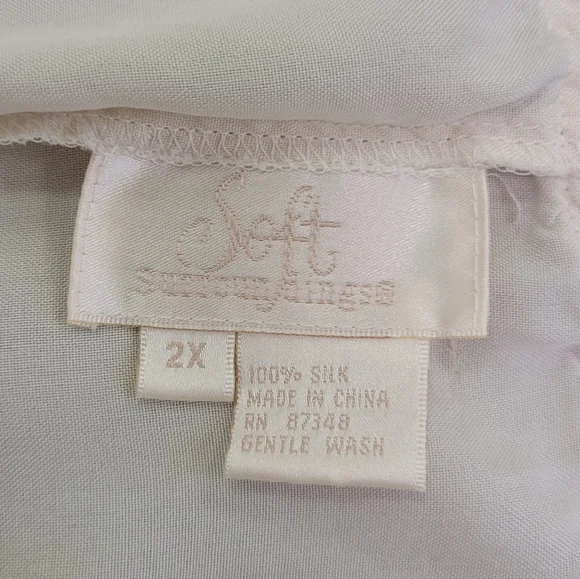 Soft
Surroundings®
2X
100% SILK
MADE IN CHINA
RN 87348
GENTLE WASH